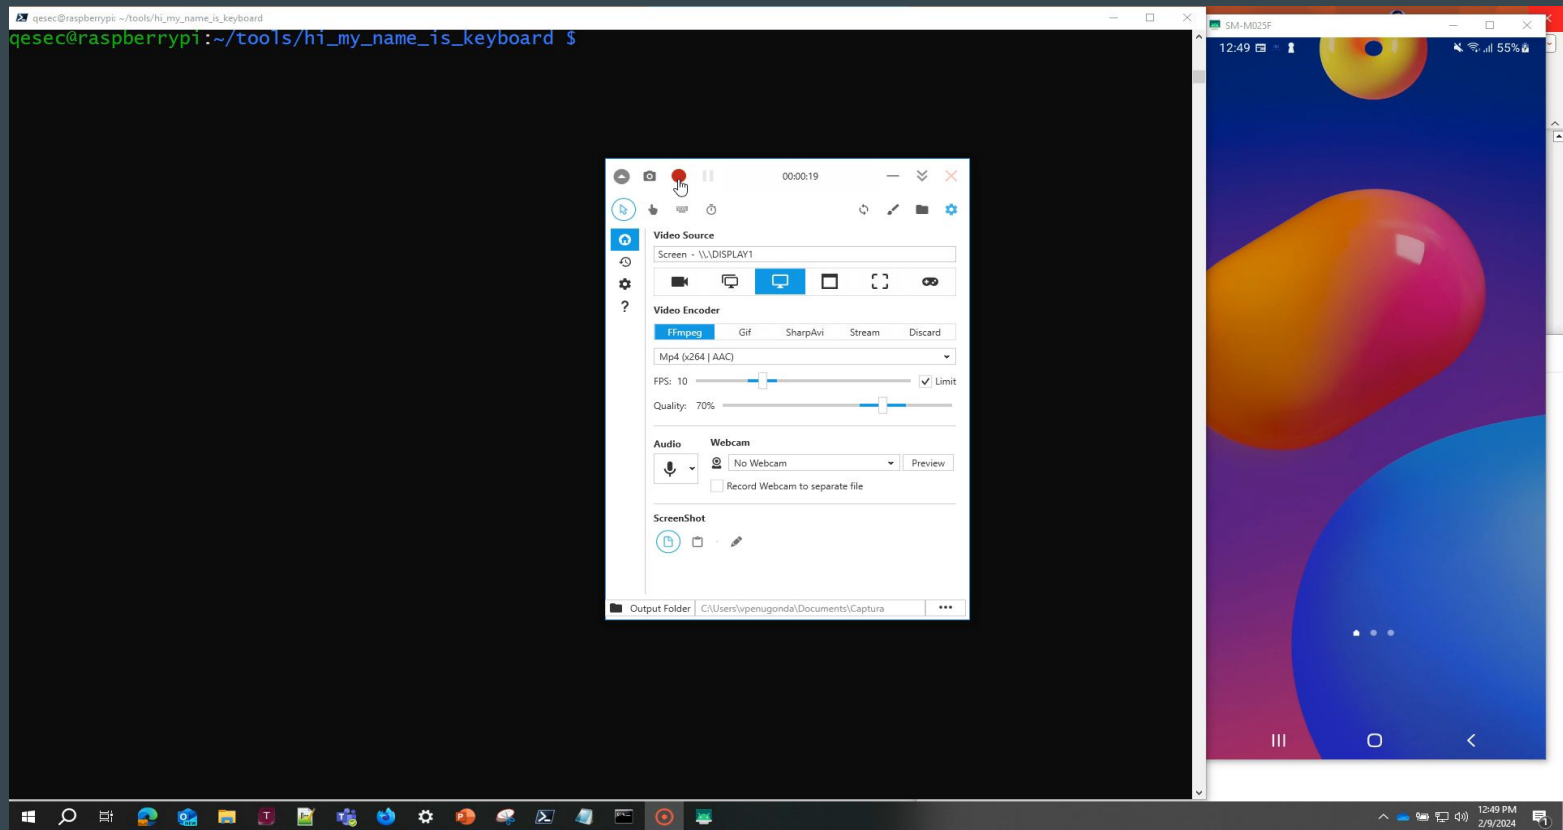 qesec@raspberrypi: ~/tools/hi_my_name_is_keyboard
qesec@raspberrypi:~/tools/hi_my_name_is_keyboard $
00:00:19
Video Source
Screen - \\.\DISPLAY1
Video Encoder
FFmpeg Gif SharpAvi Stream Discard
Mp4 (x264 | AAC)
FPS: 10 Limit
Quality: 70%
Audio Webcam
No Webcam Preview
Record Webcam to separate file
ScreenShot
Output Folder C:\Users\vpenugonda\Documents\Captura
SM-M025F
12:49 55%
12:49 PM
2/9/2024